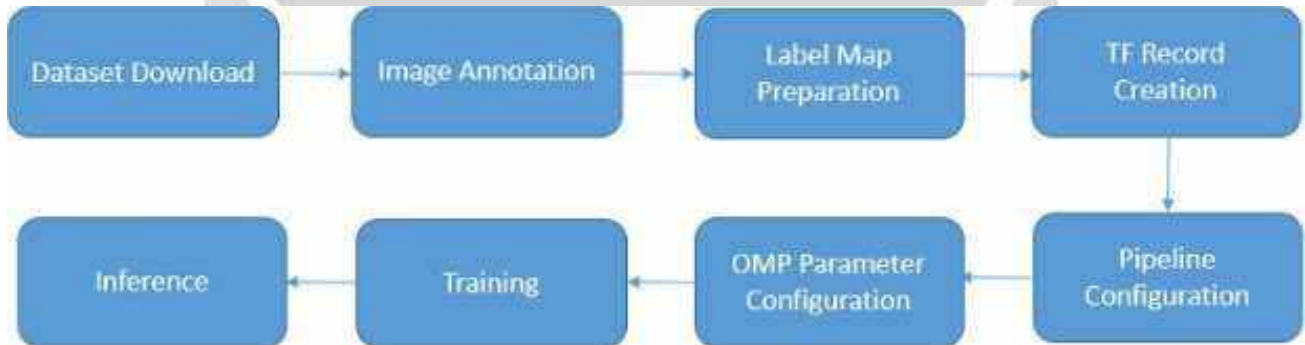 Dataset Download
Image Annotation
Label Map
Preparation
TF Record
Creation
Pipeline
Configuration
OMP Parameter
Configuration
Training
Inference